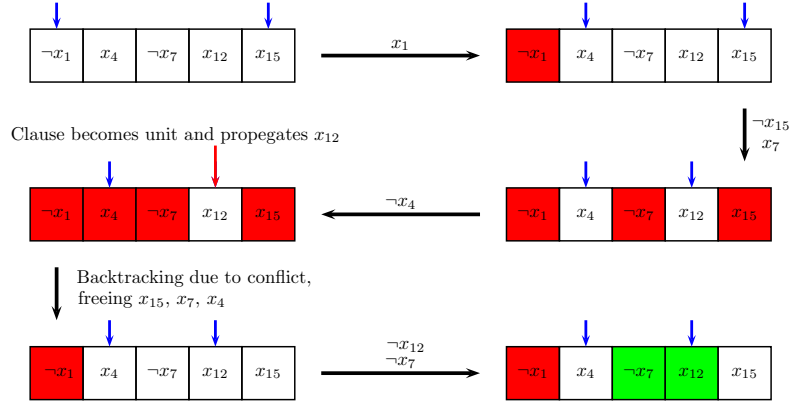 ¬x₁ x₄ ¬x₇ x₁₂ x₁₅
x₁
¬x₁ x₄ ¬x₇ x₁₂ x₁₅
¬x₁₅
x₇
Clause becomes unit and propegates x₁₂
¬x₁ x₄ ¬x₇ x₁₂ x₁₅
¬x₄
¬x₁ x₄ ¬x₇ x₁₂ x₁₅
Backtracking due to conflict,
freeing x₁₅, x₇, x₄
¬x₁ x₄ ¬x₇ x₁₂ x₁₅
¬x₁₂
¬x₇
¬x₁ x₄ ¬x₇ x₁₂ x₁₅